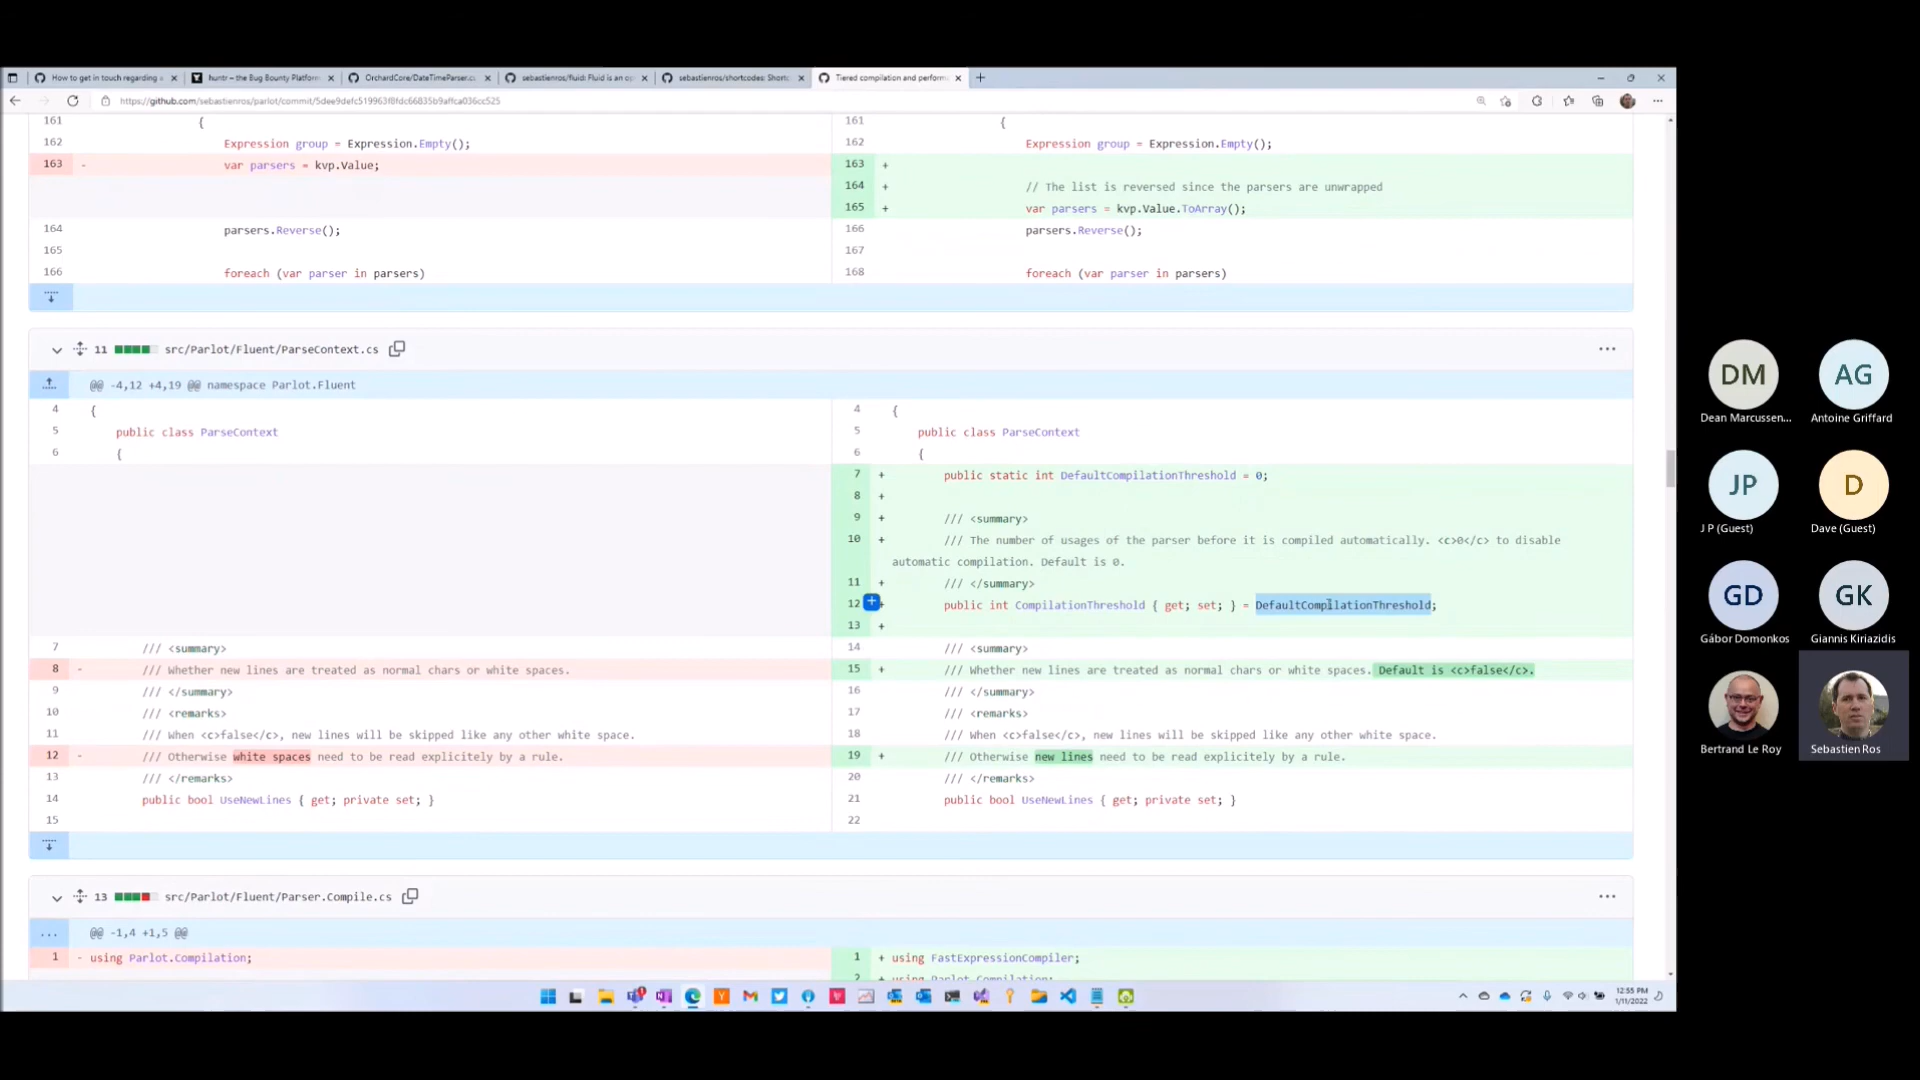 How to get in touch regarding a
huntr – the Bug Bounty Platform
OrchardCore/DateTimeParser.cs
sebastienros/fluid: Fluid is an op
sebastienros/shortcodes: Shortc
Tiered compilation and perform
https://github.com/sebastienros/parlot/commit/5dee9defc519963f8fdc66835b9affca036cc525
161 {
162 Expression group = Expression.Empty();
163 - var parsers = kvp.Value;
164 parsers.Reverse();
165
166 foreach (var parser in parsers)
161 {
162 Expression group = Expression.Empty();
163 +
164 + // The list is reversed since the parsers are unwrapped
165 + var parsers = kvp.Value.ToArray();
166 parsers.Reverse();
167
168 foreach (var parser in parsers)
11 src/Parlot/Fluent/ParseContext.cs
@@ -4,12 +4,19 @@ namespace Parlot.Fluent
4 {
5 public class ParseContext
6 {
7 /// <summary>
8 - /// Whether new lines are treated as normal chars or white spaces.
9 /// </summary>
10 /// <remarks>
11 /// When <c>false</c>, new lines will be skipped like any other white space.
12 - /// Otherwise white spaces need to be read explicitely by a rule.
13 /// </remarks>
14 public bool UseNewLines { get; private set; }
15
4 {
5 public class ParseContext
6 {
7 + public static int DefaultCompilationThreshold = 0;
8 +
9 + /// <summary>
10 + /// The number of usages of the parser before it is compiled automatically. <c>0</c> to disable
automatic compilation. Default is 0.
11 + /// </summary>
12 + public int CompilationThreshold { get; set; } = DefaultCompilationThreshold;
13 +
14 /// <summary>
15 + /// Whether new lines are treated as normal chars or white spaces. Default is <c>false</c>.
16 /// </summary>
17 /// <remarks>
18 /// When <c>false</c>, new lines will be skipped like any other white space.
19 + /// Otherwise new lines need to be read explicitely by a rule.
20 /// </remarks>
21 public bool UseNewLines { get; private set; }
22
13 src/Parlot/Fluent/Parser.Compile.cs
... @@ -1,4 +1,5 @@
1 - using Parlot.Compilation;
1 + using FastExpressionCompiler;
2 + using Parlot.Compilation;
12:55 PM
1/11/2022
DM
Dean Marcussen...
AG
Antoine Griffard
JP
J P (Guest)
D
Dave (Guest)
GD
Gábor Domonkos
GK
Giannis Kiriazidis
Bertrand Le Roy
Sebastien Ros